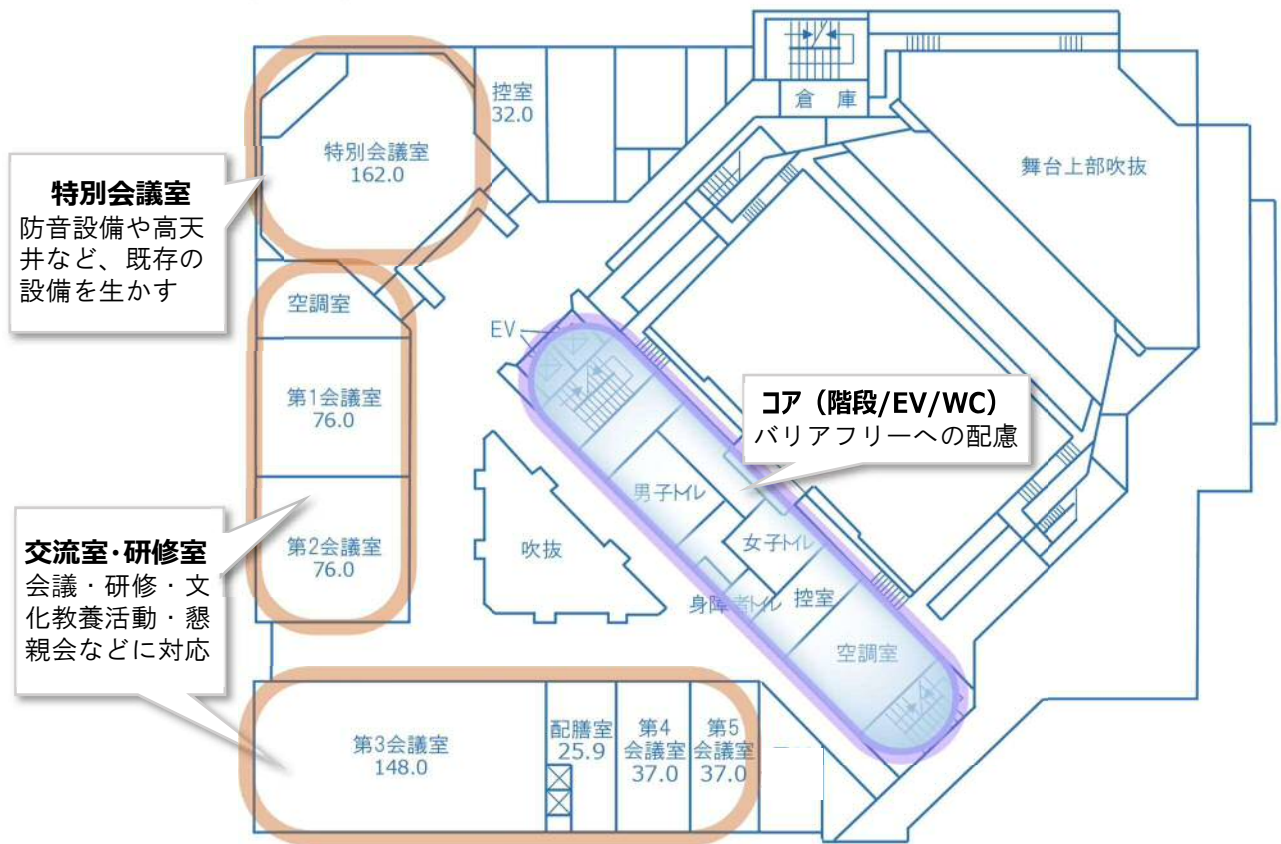 控室
32.0
倉 庫
特別会議室
162.0
舞台上部吹抜
特別会議室
防音設備や高天
井など、既存の
設備を生かす
空調室
EV
第1会議室
76.0
コア（階段/EV/WC）
バリアフリーへの配慮
男子トイレ
交流室・研修室
会議・研修・文
化教養活動・懇
親会などに対応
第2会議室
76.0
吹抜
女子トイレ
身障者トイレ
控室
空調室
第3会議室
148.0
配膳室
25.9
第4
会議室
37.0
第5
会議室
37.0